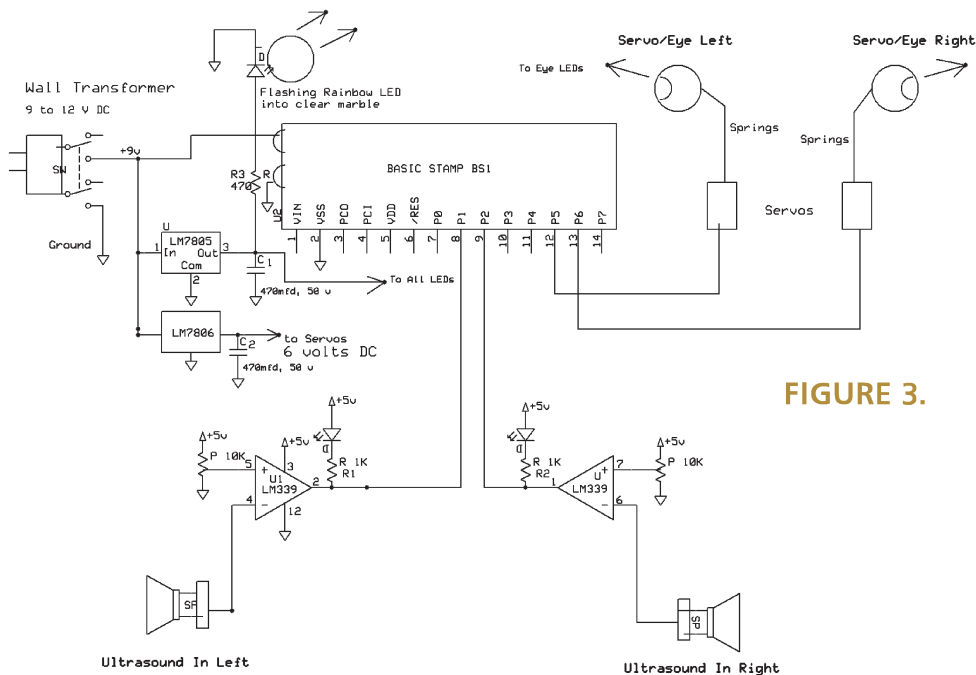 Servo/Eye Left
Servo/Eye Right
To Eye LEDs
D
Flashing Rainbow LED
into clear marble
Wall Transformer
9 to 12 V DC
+9v
SW
Ground
Springs
Springs
Servos
BASIC STAMP BS1
R3
470
R
U2
VIN
VSS
PCO
PCI
VDD
/RES
P0
P1
P2
P3
P4
P5
P6
P7
1
2
3
4
5
6
7
8
9
10
11
12
13
14
U
LM7805
1
In
Out
3
Com
2
C1
470mfd, 50 v
To All LEDs
LM7806
C2
470mfd, 50 v
to Servos
6 volts DC
FIGURE 3.
+5v
P 10K
5
+
U1
LM339
4
-
+5v
3
12
2
+5v
D
R 1K
R1
+5v
D
R 1K
R2
1
U
+
LM339
-
7
6
+5v
P 10K
SP
Ultrasound In Left
SP
Ultrasound In Right